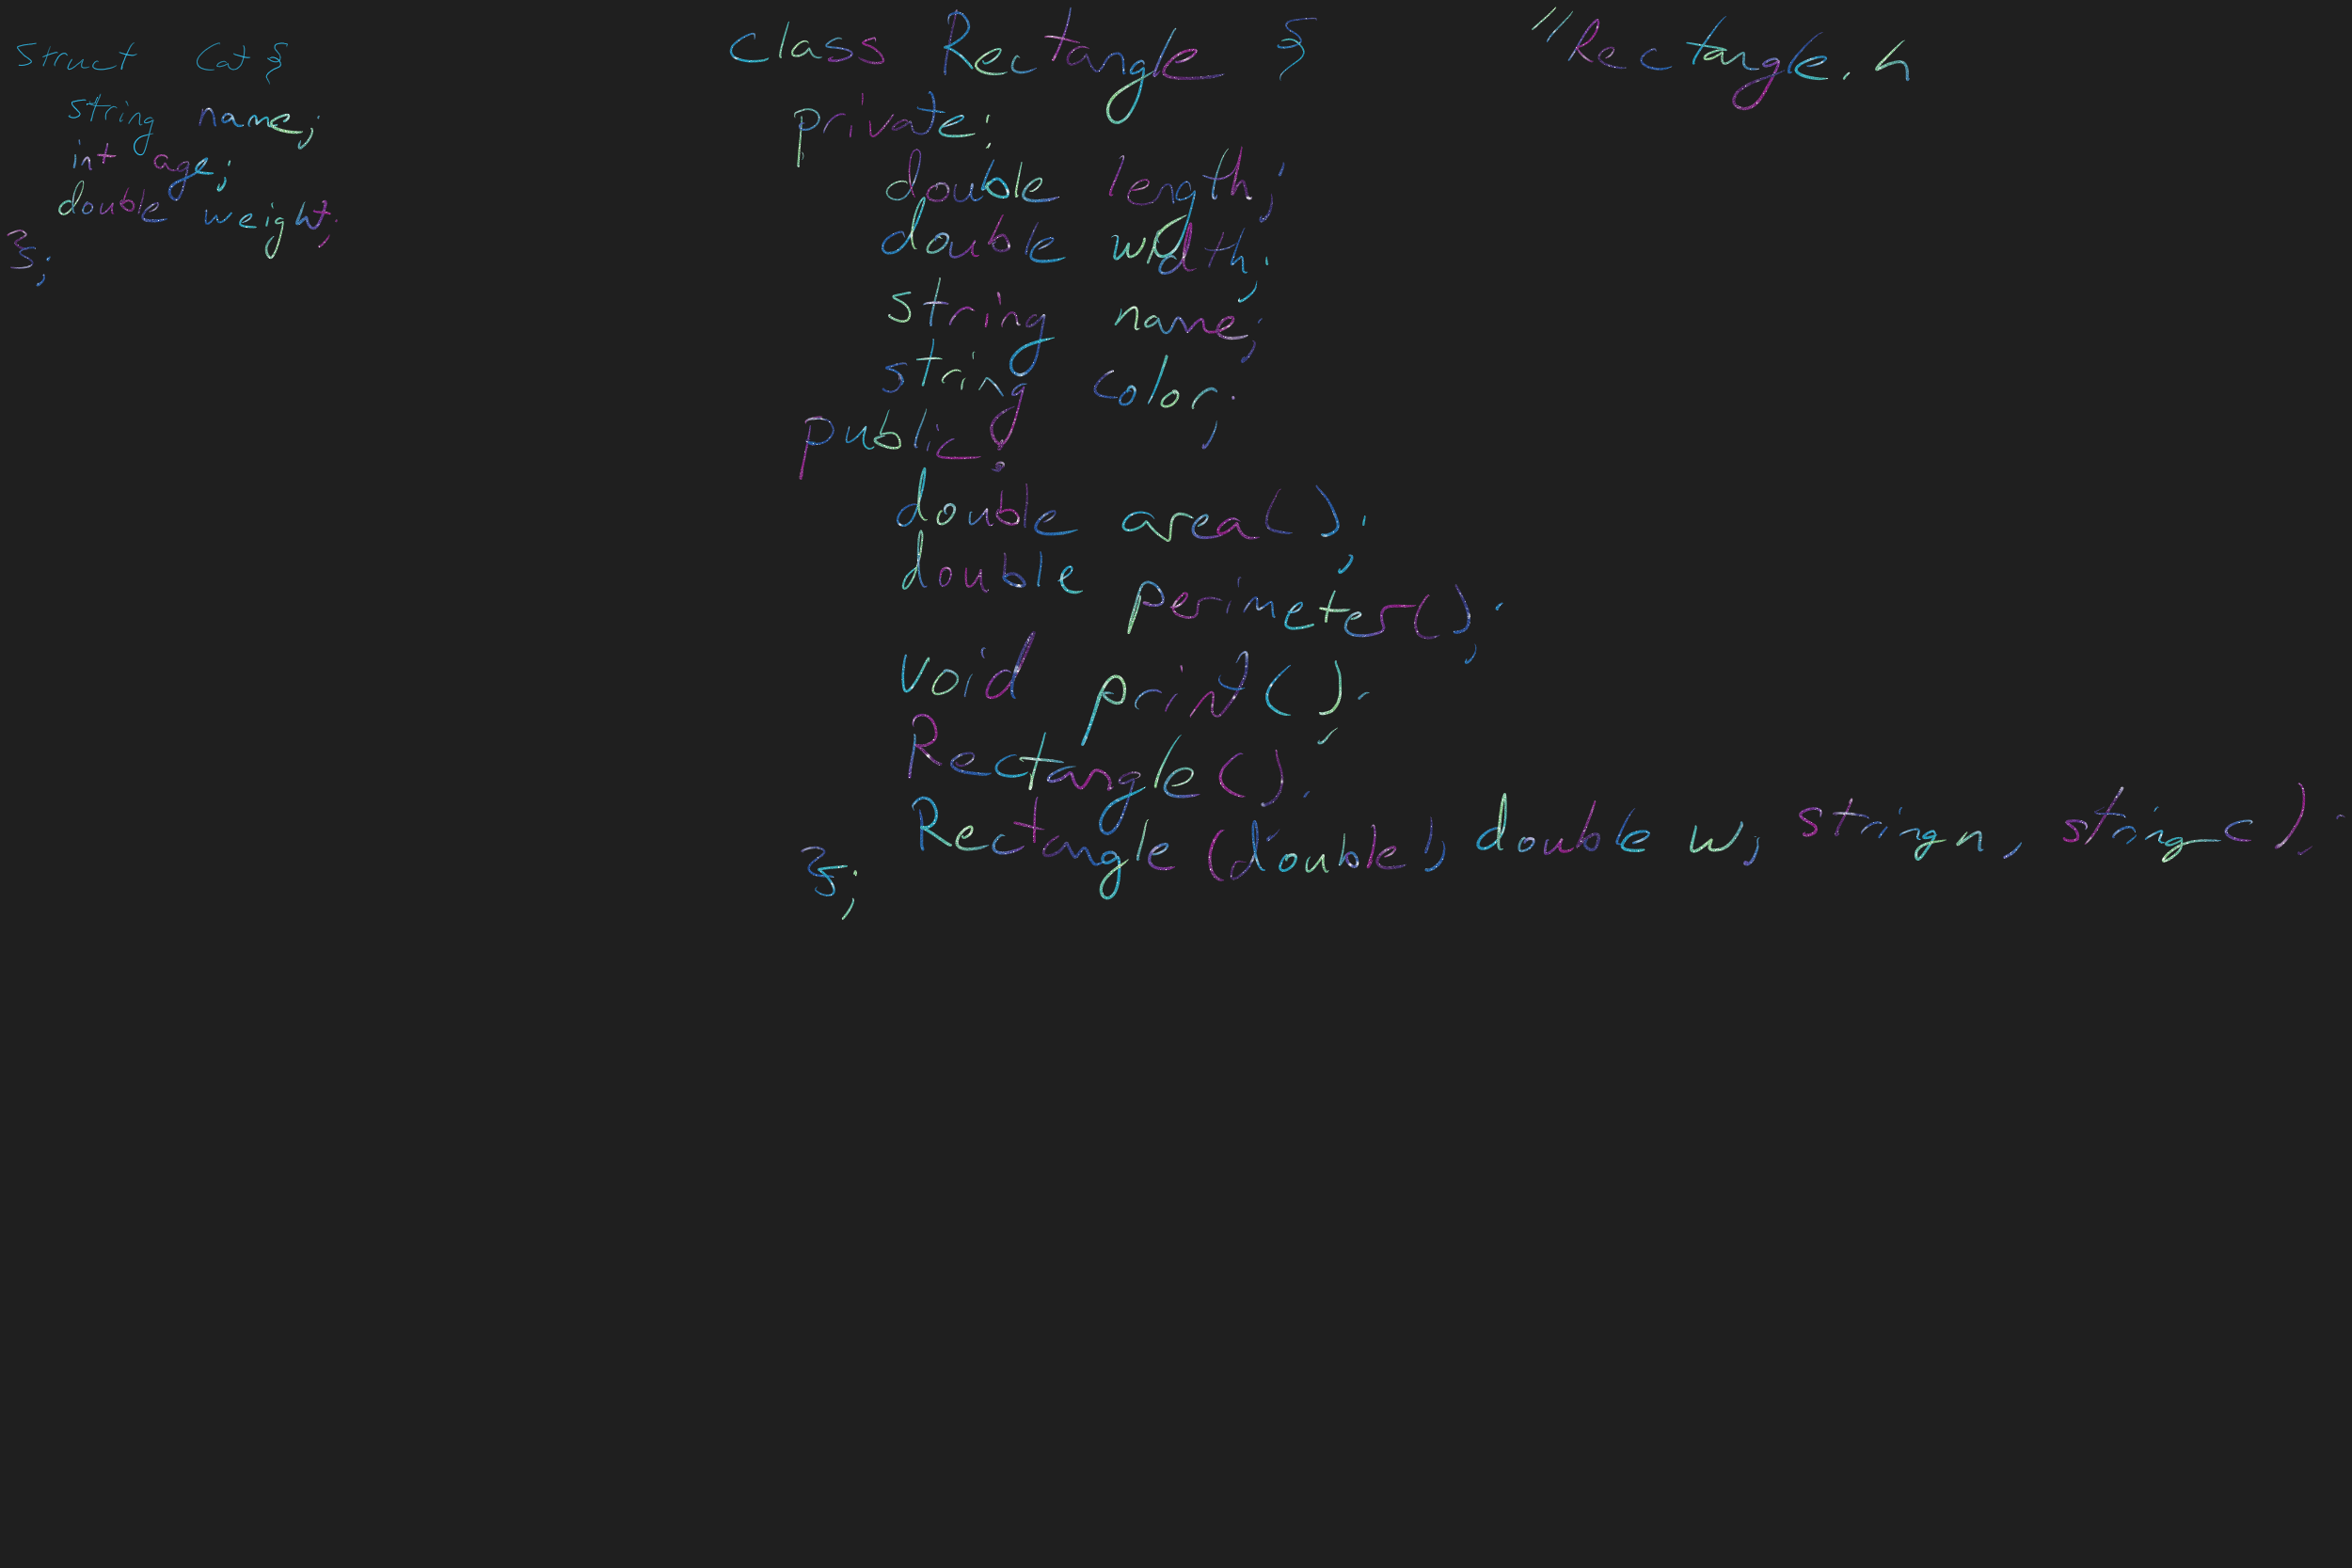 struct Cat {
string name;
int age;
double weight;
};
class Rectangle { //Rectangle.h
private:
double length;
double width;
string name;
string color;
public:
double area();
double perimeter();
void print();
Rectangle();
Rectangle(double l, double w, string n, string c);
};